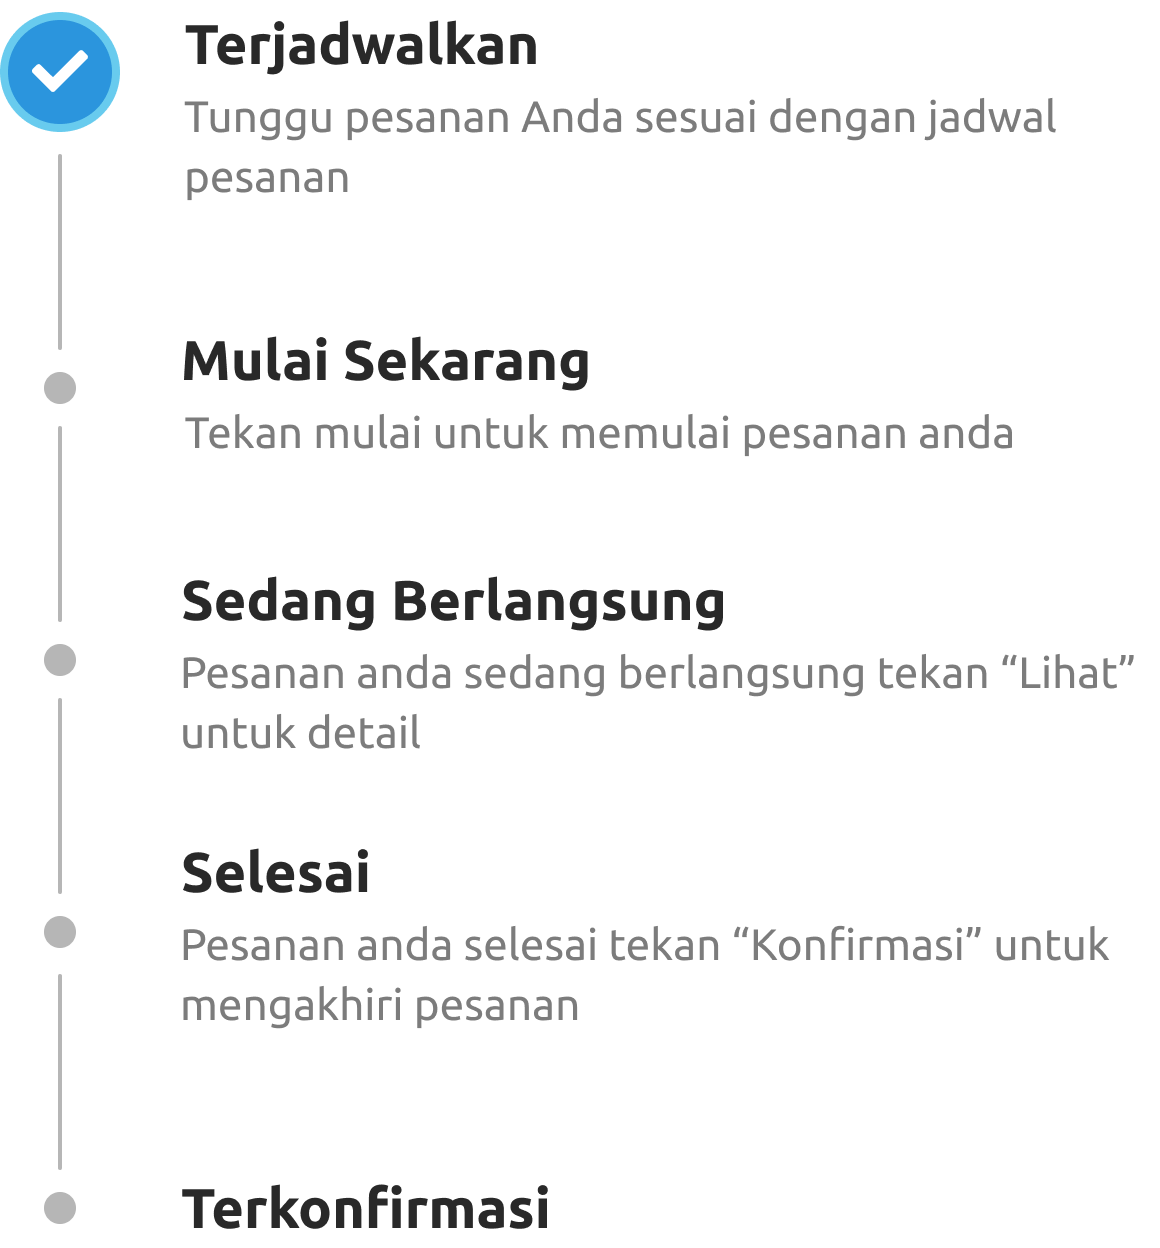 Terjadwalkan
Tunggu pesanan Anda sesuai dengan jadwal
pesanan
Mulai Sekarang
Tekan mulai untuk memulai pesanan anda
Sedang Berlangsung
Pesanan anda sedang berlangsung tekan “Lihat”
untuk detail
Selesai
Pesanan anda selesai tekan “Konfirmasi” untuk
mengakhiri pesanan
Terkonfirmasi